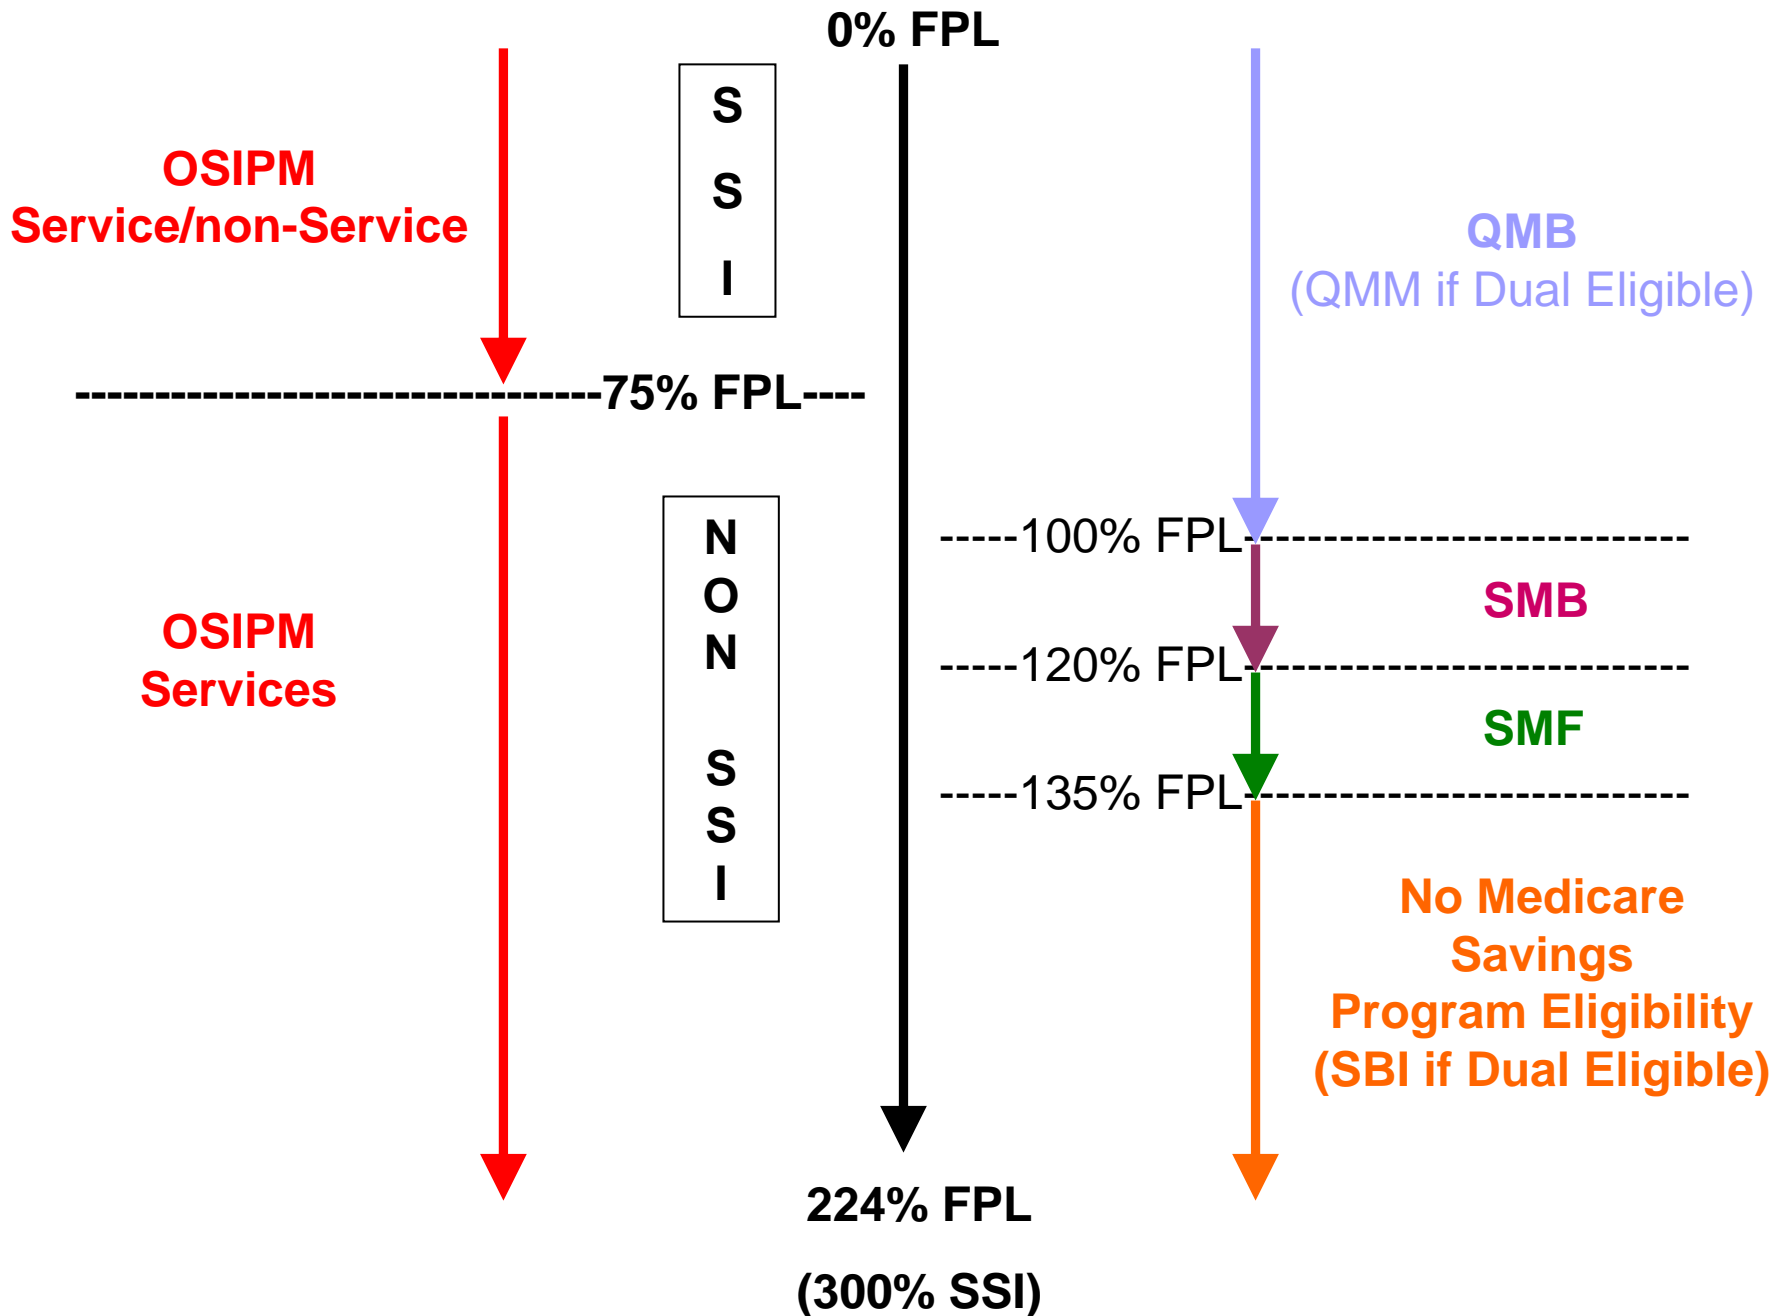 0% FPL
S
S
I
OSIPM
Service/non-Service
QMB
(QMM if Dual Eligible)
---------------------------------75% FPL----
N
O
N
S
S
I
-----100% FPL-----------------------------
SMB
OSIPM
Services
-----120% FPL-----------------------------
SMF
-----135% FPL-----------------------------
No Medicare
Savings
Program Eligibility
(SBI if Dual Eligible)
224% FPL
(300% SSI)